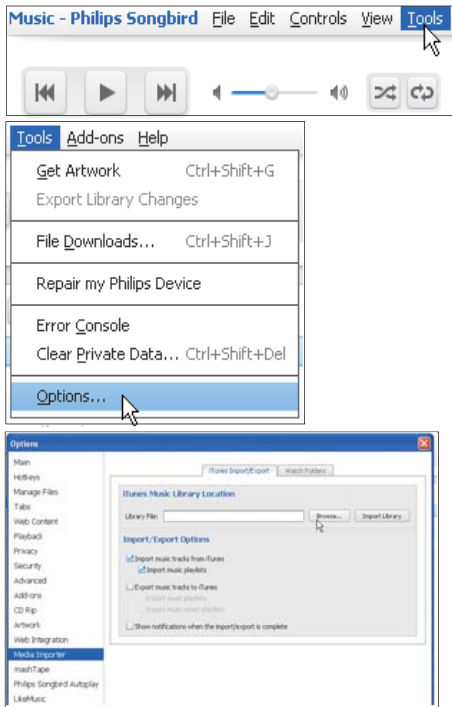 Music - Philips Songbird File Edit Controls View Tools
Tools Add-ons Help
Get Artwork Ctrl+Shift+G
Export Library Changes
File Downloads... Ctrl+Shift+J
Repair my Philips Device
Error Console
Clear Private Data... Ctrl+Shift+Del
Options...
Options
Main
Hotkeys
Manage Files
Tabs
Web Content
Playback
Privacy
Security
Advanced
Add-ons
CD Rip
Artwork
Web Integration
Media Importer
mashTape
Philips Songbird Autoplay
LikeMusic
iTunes Import/Export Watch Folders
iTunes Music Library Location
Library File: Browse... Import Library
Import/Export Options
Import music tracks from iTunes
Import music playlists
Export music tracks to iTunes
Export music playlists
Export music smart playlists
Show notifications when the import/export is complete